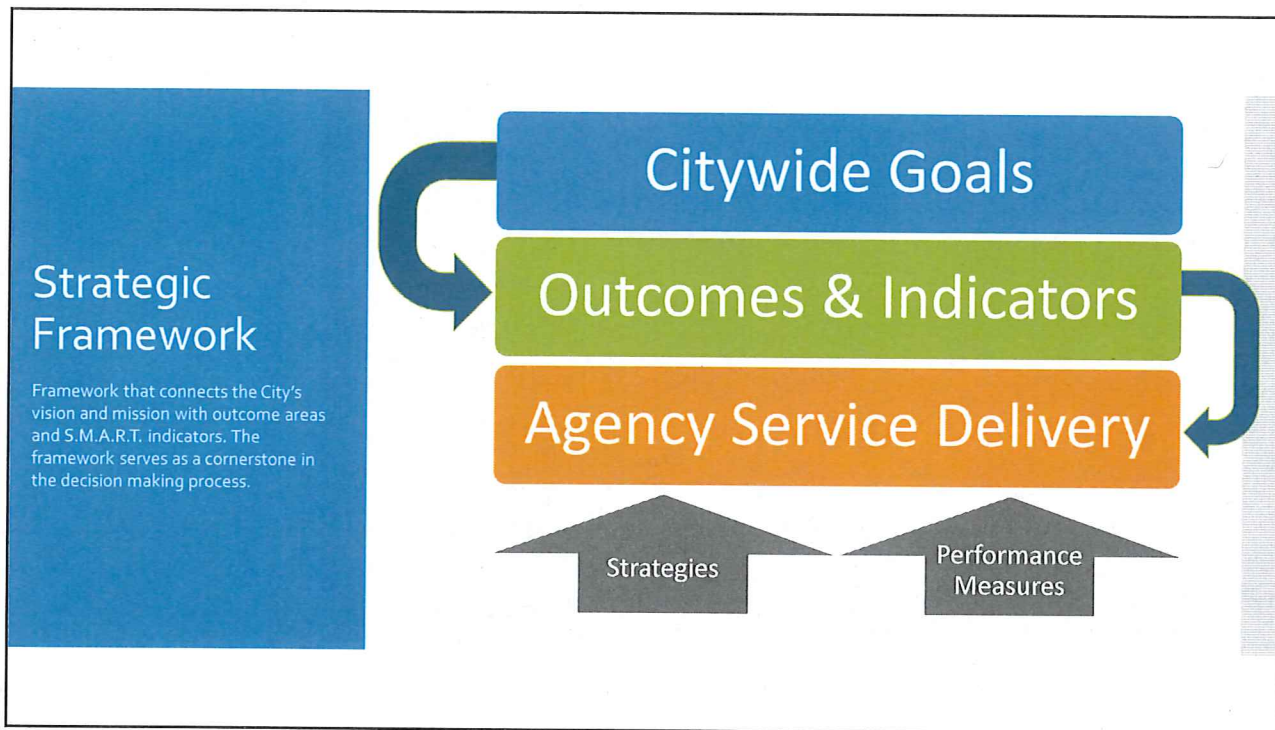 Strategic
Framework
Framework that connects the City's
vision and mission with outcome areas
and S.M.A.R.T. indicators. The
framework serves as a cornerstone in
the decision making process.
Citywide Goals
Outcomes & Indicators
Agency Service Delivery
Strategies
Performance
Measures